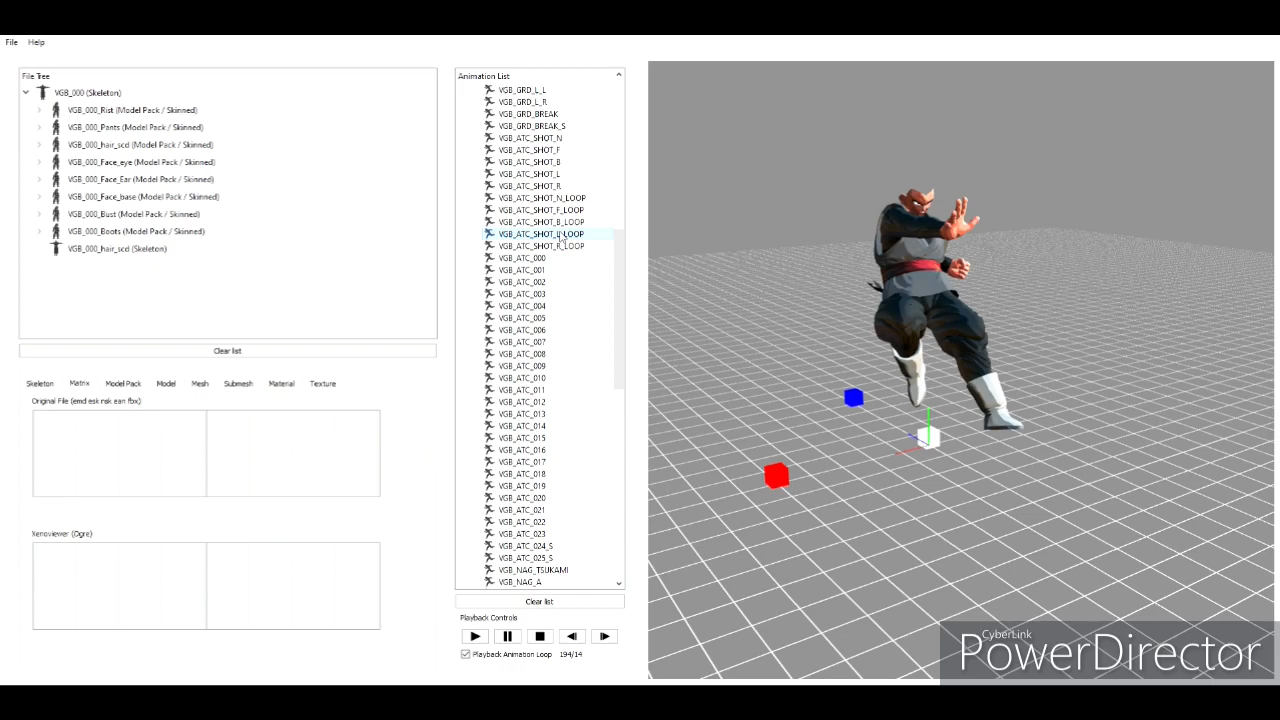 File Help
File Tree
VGB_000 (Skeleton)
VGB_000_Rist (Model Pack / Skinned)
VGB_000_Pants (Model Pack / Skinned)
VGB_000_hair_scd (Model Pack / Skinned)
VGB_000_Face_eye (Model Pack / Skinned)
VGB_000_Face_Ear (Model Pack / Skinned)
VGB_000_Face_base (Model Pack / Skinned)
VGB_000_Bust (Model Pack / Skinned)
VGB_000_Boots (Model Pack / Skinned)
VGB_000_hair_scd (Skeleton)
Clear list
Skeleton Matrix Model Pack Model Mesh Submesh Material Texture
Original File (emd esk nsk ean fbx)
Xenoviewer (Ogre)
Animation List
VGB_GRD_L_L
VGB_GRD_L_R
VGB_GRD_BREAK
VGB_GRD_BREAK_S
VGB_ATC_SHOT_N
VGB_ATC_SHOT_F
VGB_ATC_SHOT_B
VGB_ATC_SHOT_L
VGB_ATC_SHOT_R
VGB_ATC_SHOT_N_LOOP
VGB_ATC_SHOT_F_LOOP
VGB_ATC_SHOT_B_LOOP
VGB_ATC_SHOT_L_LOOP
VGB_ATC_SHOT_R_LOOP
VGB_ATC_000
VGB_ATC_001
VGB_ATC_002
VGB_ATC_003
VGB_ATC_004
VGB_ATC_005
VGB_ATC_006
VGB_ATC_007
VGB_ATC_008
VGB_ATC_009
VGB_ATC_010
VGB_ATC_011
VGB_ATC_012
VGB_ATC_013
VGB_ATC_014
VGB_ATC_015
VGB_ATC_016
VGB_ATC_017
VGB_ATC_018
VGB_ATC_019
VGB_ATC_020
VGB_ATC_021
VGB_ATC_022
VGB_ATC_023
VGB_ATC_024_S
VGB_ATC_025_S
VGB_NAG_TSUKAMI
VGB_NAG_A
Clear list
Playback Controls
Playback Animation Loop 194/14
CyberLink
PowerDirector